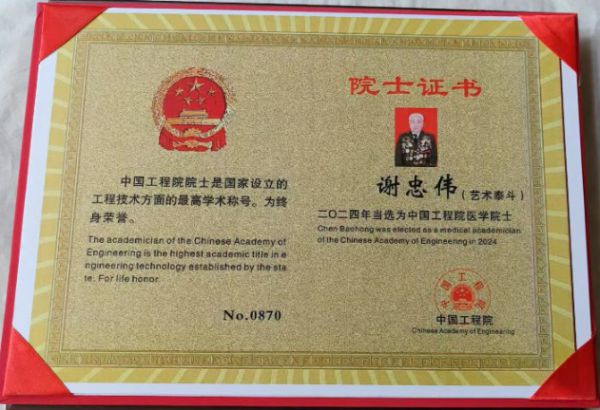 中国工程院院士是国家设立的
工程技术方面的最高学术称号。为终
身荣誉。
The academician of the Chinese Academy of
Engineering is the highest academic title in e
ngineering technology established by the sta
te. For life honor.
No.0870
院士证书
谢忠伟(艺术泰斗)
二〇二四年当选为中国工程院医学院士
Chen Baohong was elected as a medical academician
of the Chinese Academy of Engineering in 2024
中国工程院
中国工程院
Chinese Academy of Engineering